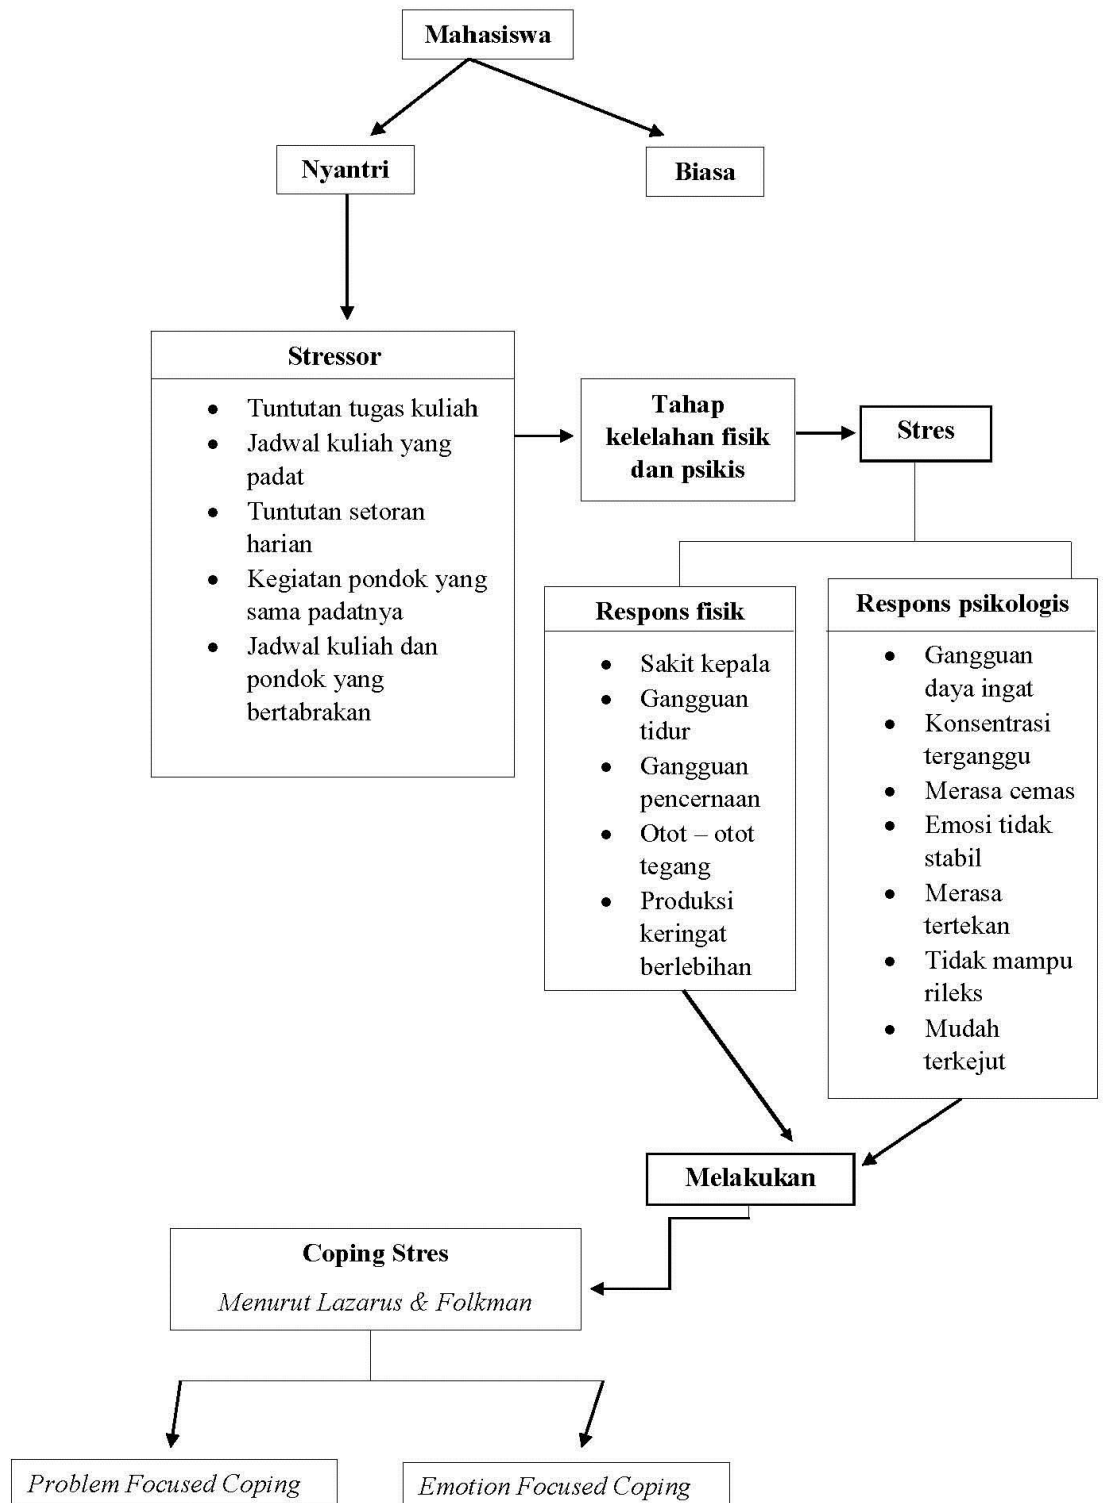 Mahasiswa
Nyantri
Biasa
Stressor
• Tuntutan tugas kuliah
• Jadwal kuliah yang
padat
• Tuntutan setoran
harian
• Kegiatan pondok yang
sama padatnya
• Jadwal kuliah dan
pondok yang
bertabrakan
Tahap
kelelahan fisik
dan psikis
Stres
Respons fisik
• Sakit kepala
• Gangguan
tidur
• Gangguan
pencernaan
• Otot – otot
tegang
• Produksi
keringat
berlebihan
Respons psikologis
• Gangguan
daya ingat
• Konsentrasi
terganggu
• Merasa cemas
• Emosi tidak
stabil
• Merasa
tertekan
• Tidak mampu
rileks
• Mudah
terkejut
Melakukan
Coping Stres
Menurut Lazarus & Folkman
Problem Focused Coping
Emotion Focused Coping